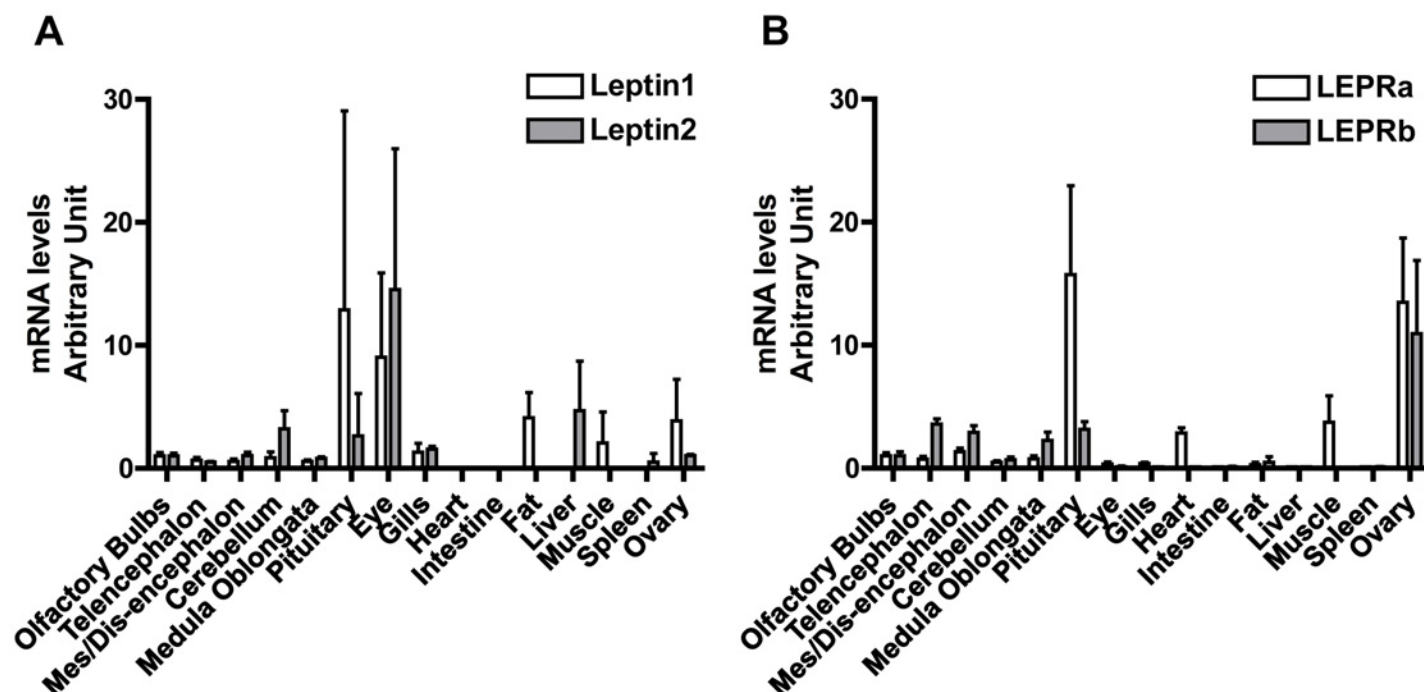 A
Leptin1
Leptin2
mRNA levels
Arbitrary Unit
30
20
10
0
Olfactory Bulbs
Telencephalon
Mes/Dis-encephalon
Cerebellum
Medula Oblongata
Pituitary
Eye
Gills
Heart
Intestine
Fat
Liver
Muscle
Spleen
Ovary
B
LEPRa
LEPRb
mRNA levels
Arbitrary Unit
30
20
10
0
Olfactory Bulbs
Telencephalon
Mes/Dis-encephalon
Cerebellum
Medula Oblongata
Pituitary
Eye
Gills
Heart
Intestine
Fat
Liver
Muscle
Spleen
Ovary